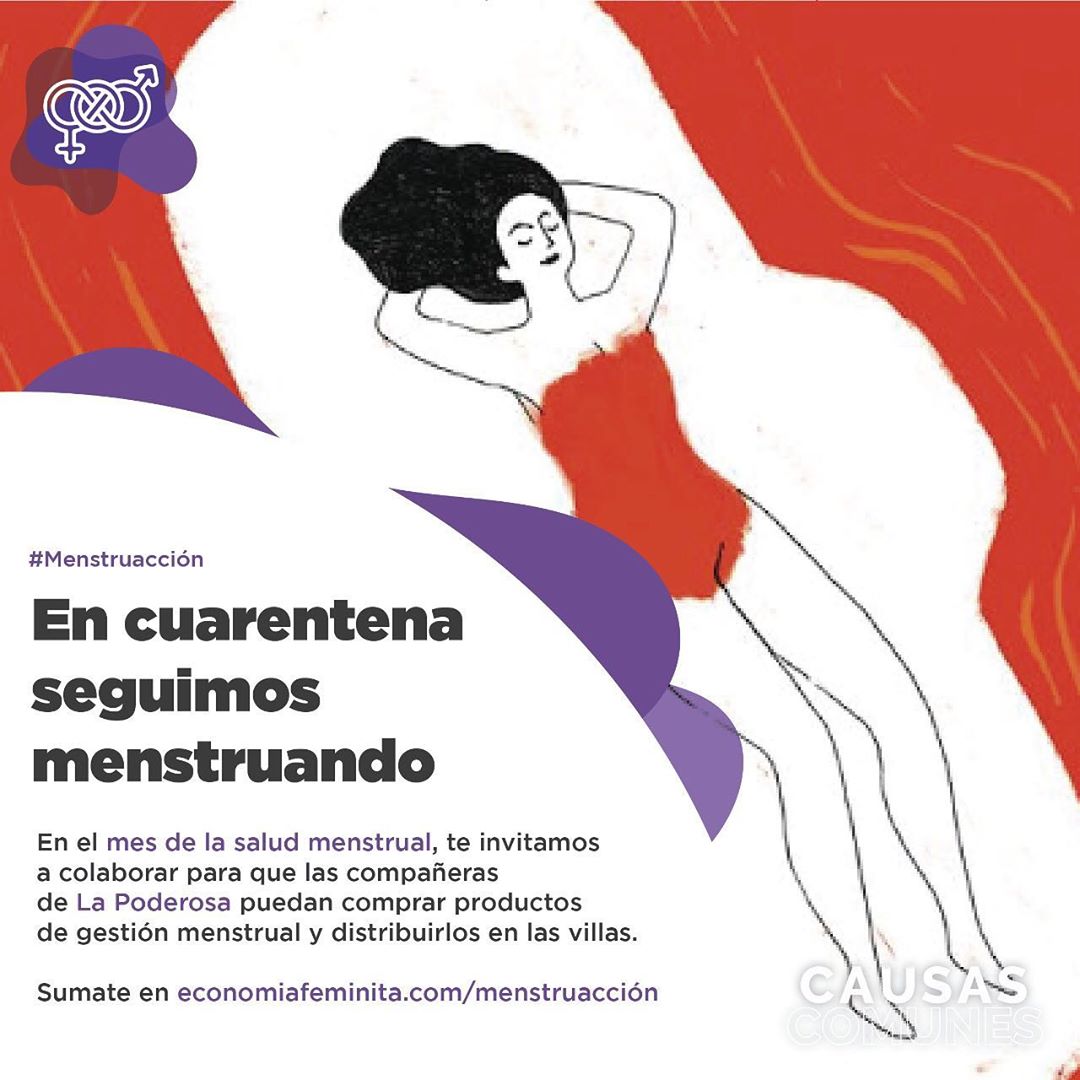 #Menstruacción
En cuarentena
seguimos
menstruando
En el mes de la salud menstrual, te invitamos
a colaborar para que las compañeras
de La Poderosa puedan comprar productos
de gestión menstrual y distribuirlos en las villas.
Sumate en economiafeminita.com/menstruacción
CAUSAS
COMUNES